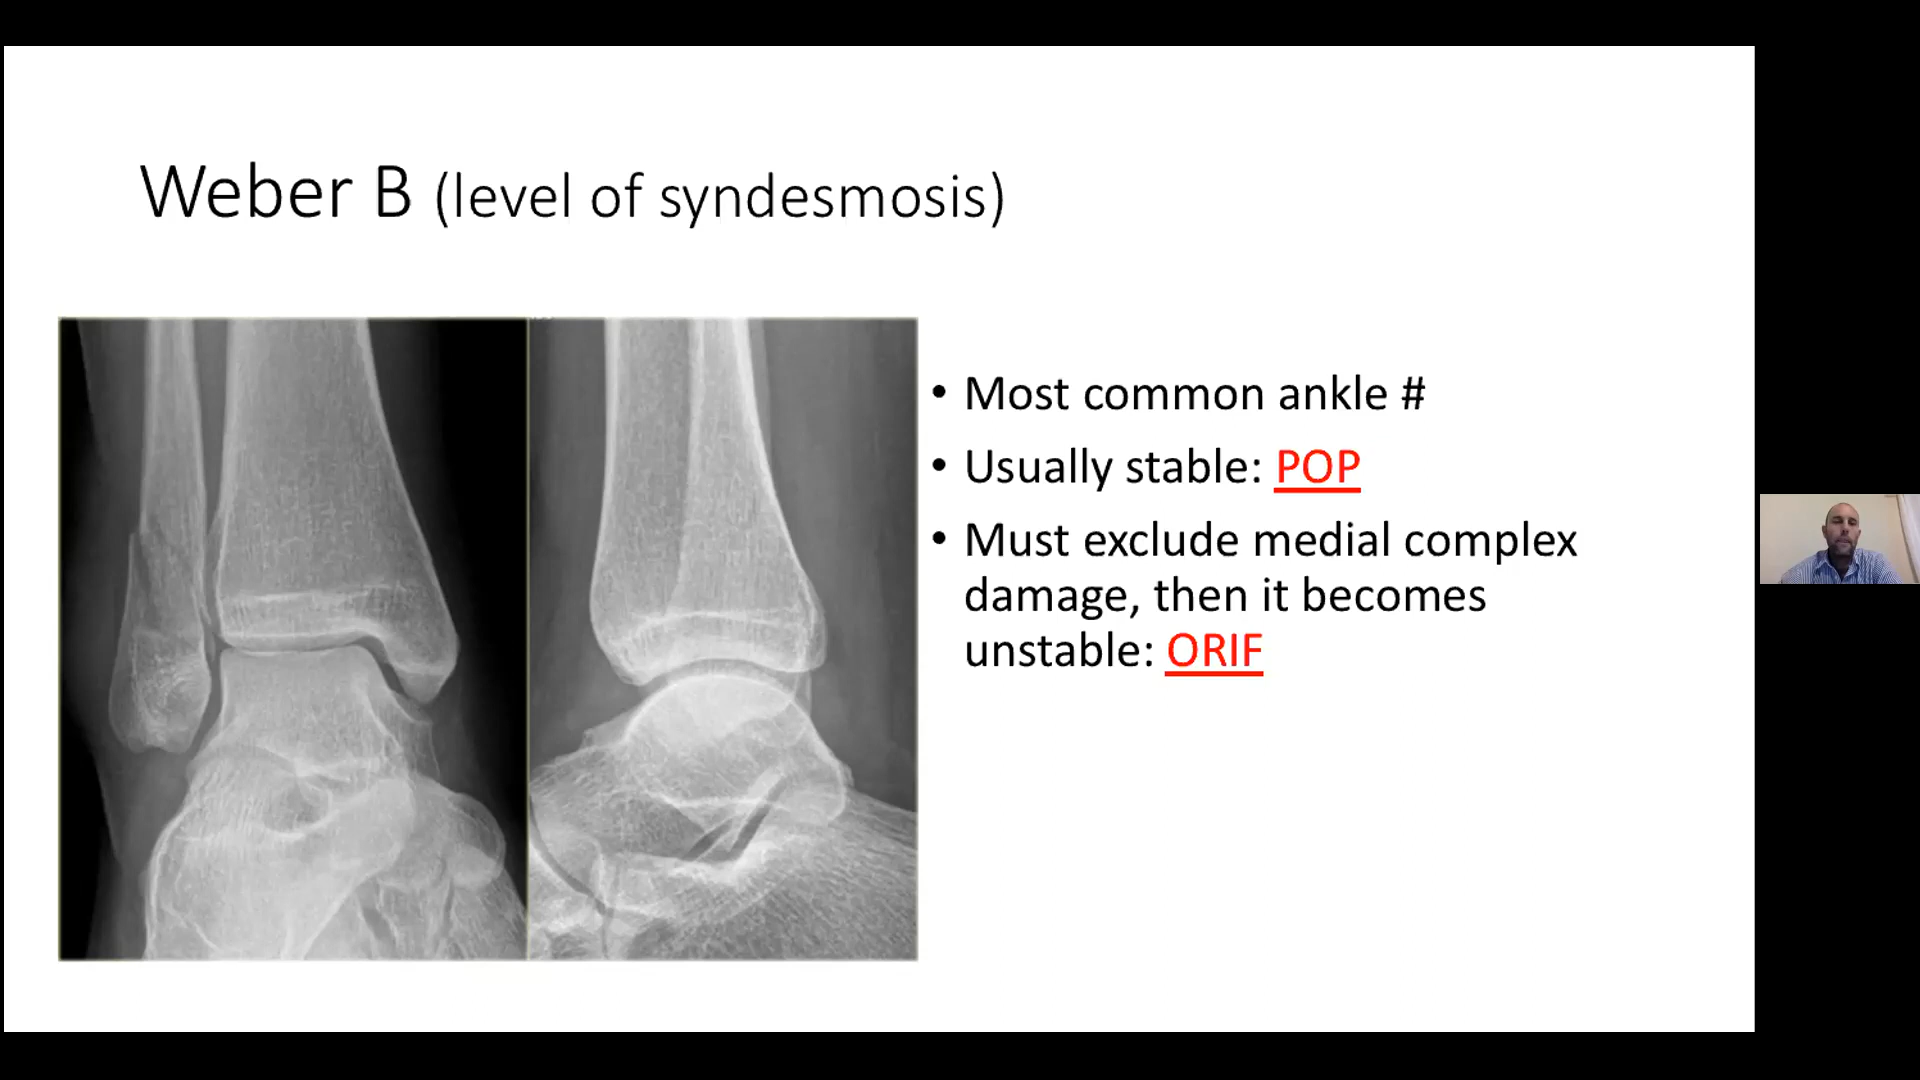 Weber B (level of syndesmosis)
• Most common ankle #
• Usually stable: POP
• Must exclude medial complex
damage, then it becomes
unstable: ORIF